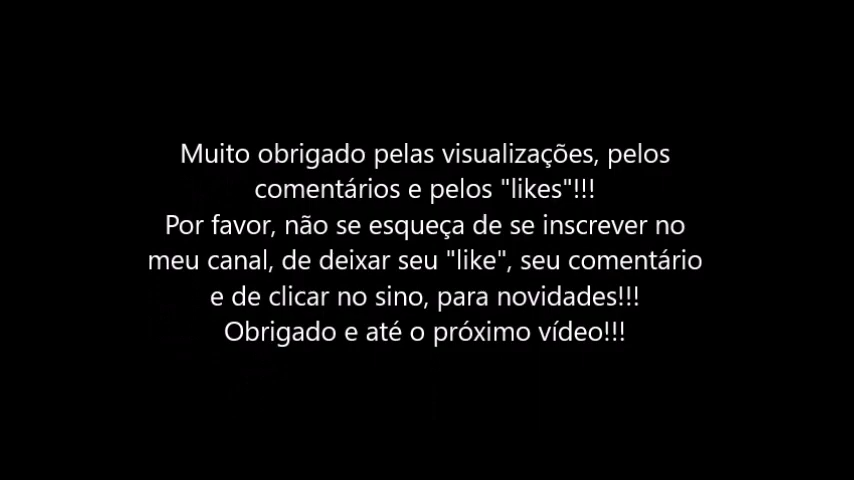 Muito obrigado pelas visualizações, pelos
comentários e pelos "likes"!!!
Por favor, não se esqueça de se inscrever no
meu canal, de deixar seu "like", seu comentário
e de clicar no sino, para novidades!!!
Obrigado e até o próximo vídeo!!!